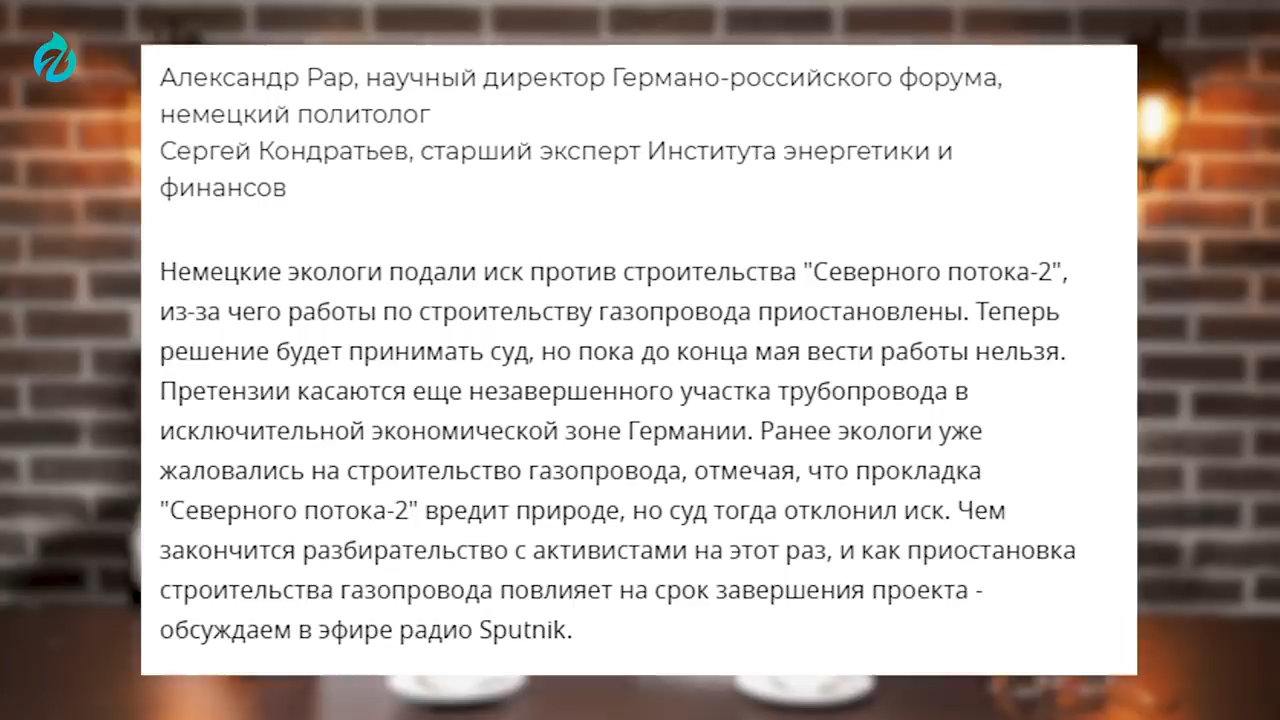 Александр Рар, научный директор Германо-российского форума,
немецкий политолог
Сергей Кондратьев, старший эксперт Института энергетики и
финансов
Немецкие экологи подали иск против строительства "Северного потока-2",
из-за чего работы по строительству газопровода приостановлены. Теперь
решение будет принимать суд, но пока до конца мая вести работы нельзя.
Претензии касаются еще незавершенного участка трубопровода в
исключительной экономической зоне Германии. Ранее экологи уже
жаловались на строительство газопровода, отмечая, что прокладка
"Северного потока-2" вредит природе, но суд тогда отклонил иск. Чем
закончится разбирательство с активистами на этот раз, и как приостановка
строительства газопровода повлияет на срок завершения проекта -
обсуждаем в эфире радио Sputnik.